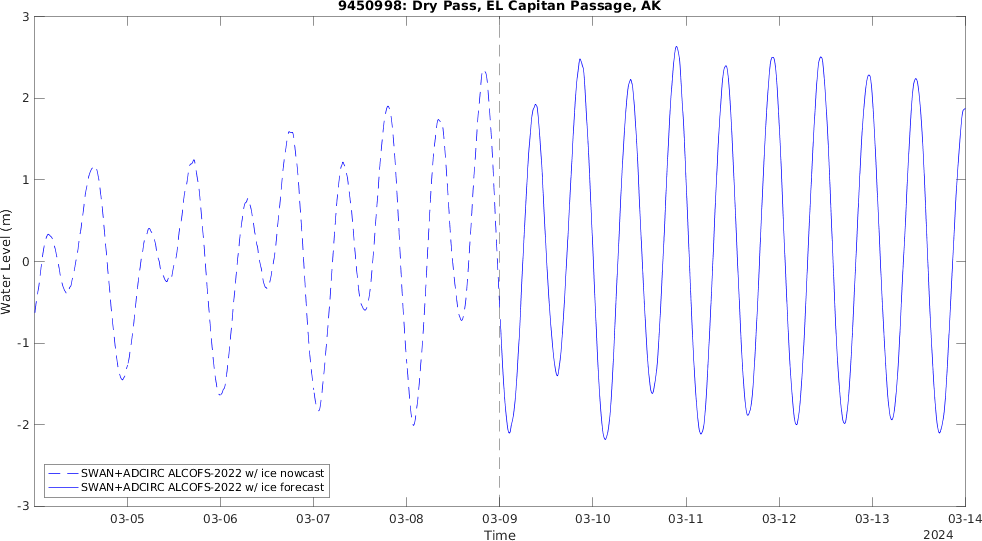 9450998: Dry Pass, EL Capitan Passage, AK
3
2
1
0
-1
-2
-3
Water Level (m)
SWAN+ADCIRC ALCOFS-2022 w/ ice nowcast
SWAN+ADCIRC ALCOFS-2022 w/ ice forecast
03-05 03-06 03-07 03-08 03-09 03-10 03-11 03-12 03-13 03-14
Time
2024